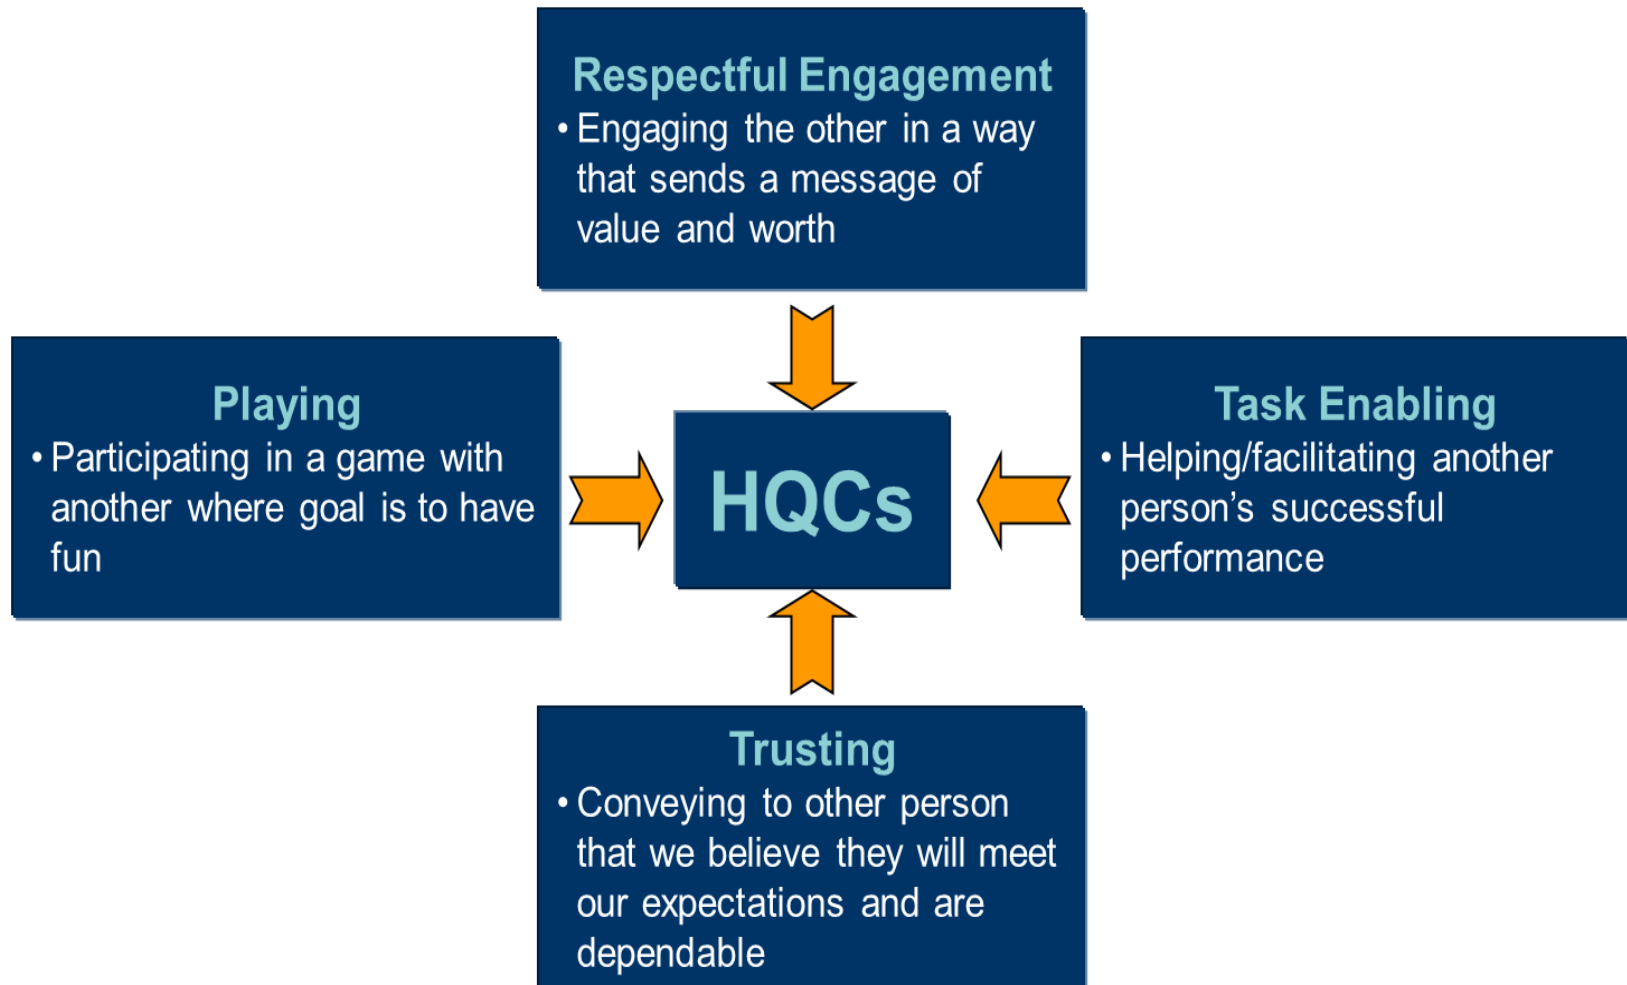 Respectful Engagement
• Engaging the other in a way
that sends a message of
value and worth
Playing
• Participating in a game with
another where goal is to have
fun
HQCs
Task Enabling
• Helping/facilitating another
person’s successful
performance
Trusting
• Conveying to other person
that we believe they will meet
our expectations and are
dependable